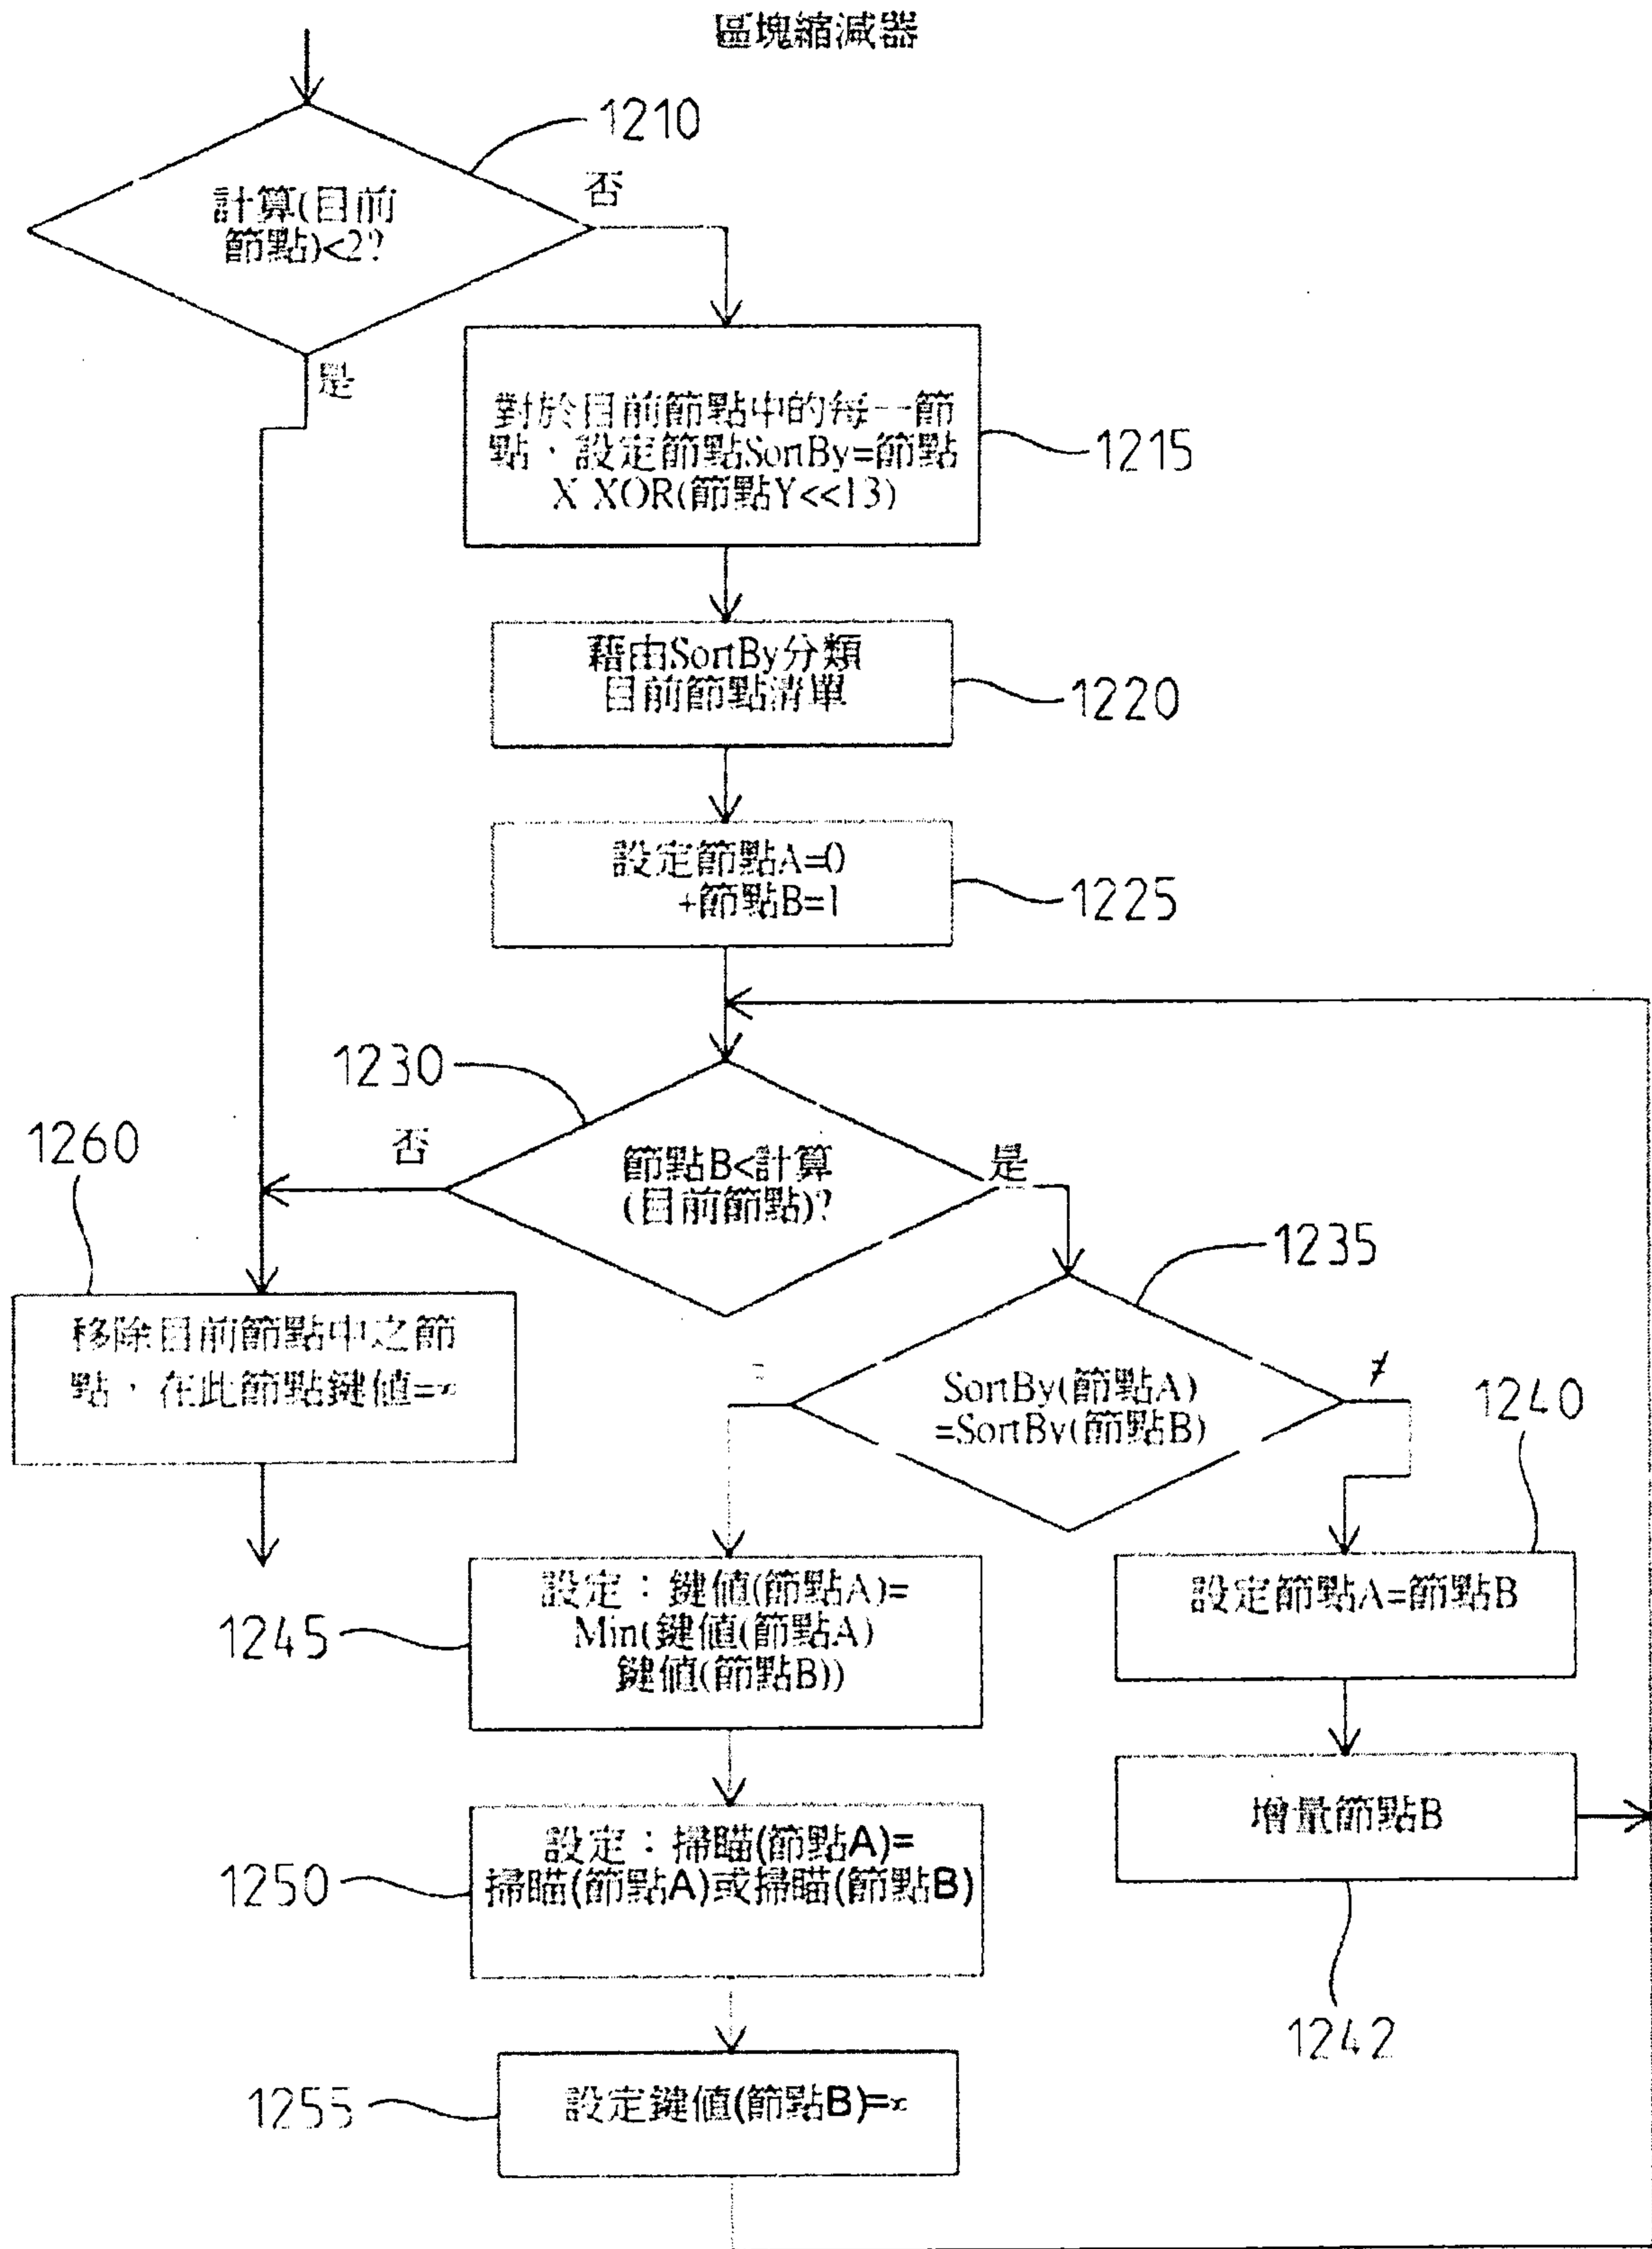 區塊縮減器
1210
計算(目前
節點)<2?
否
是
對於目前節點中的每一節
點，設定節點SortBy=節點
X XOR(節點Y<<13)
1215
藉由SortBy分類
目前節點清單
1220
設定節點A=0
+節點B=1
1225
1230
節點B<計算
(目前節點)?
否
是
1260
移除目前節點中之節
點，在此節點鍵值=∞
1235
SortBy(節點A)
=SortBy(節點B)
=
≠
1240
設定節點A=節點B
設定：鍵值(節點A)=
Min(鍵值(節點A)
鍵值(節點B))
1245
增量節點B
1242
設定：掃瞄(節點A)=
掃瞄(節點A)或掃瞄(節點B)
1250
設定鍵值(節點B)=∞
1255